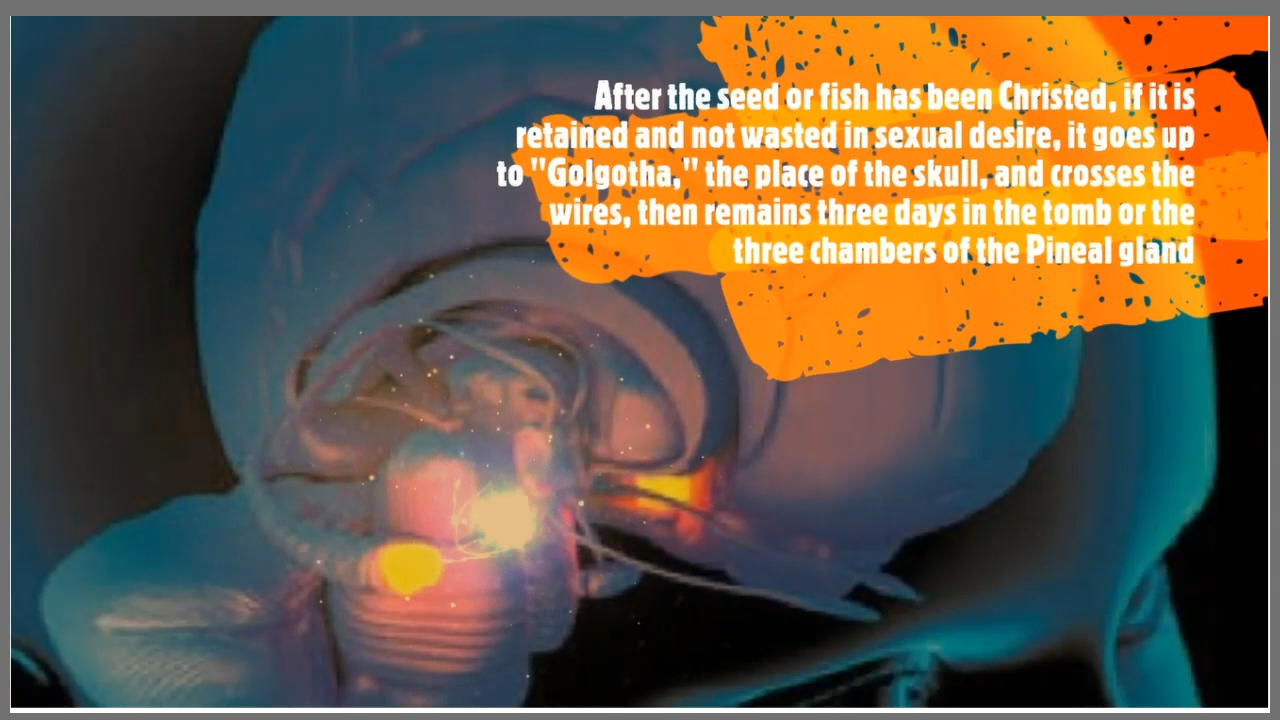 After the seed or fish has been Christed, if it is
retained and not wasted in sexual desire, it goes up
to "Golgotha," the place of the skull, and crosses the
wires, then remains three days in the tomb or the
three chambers of the Pineal gland